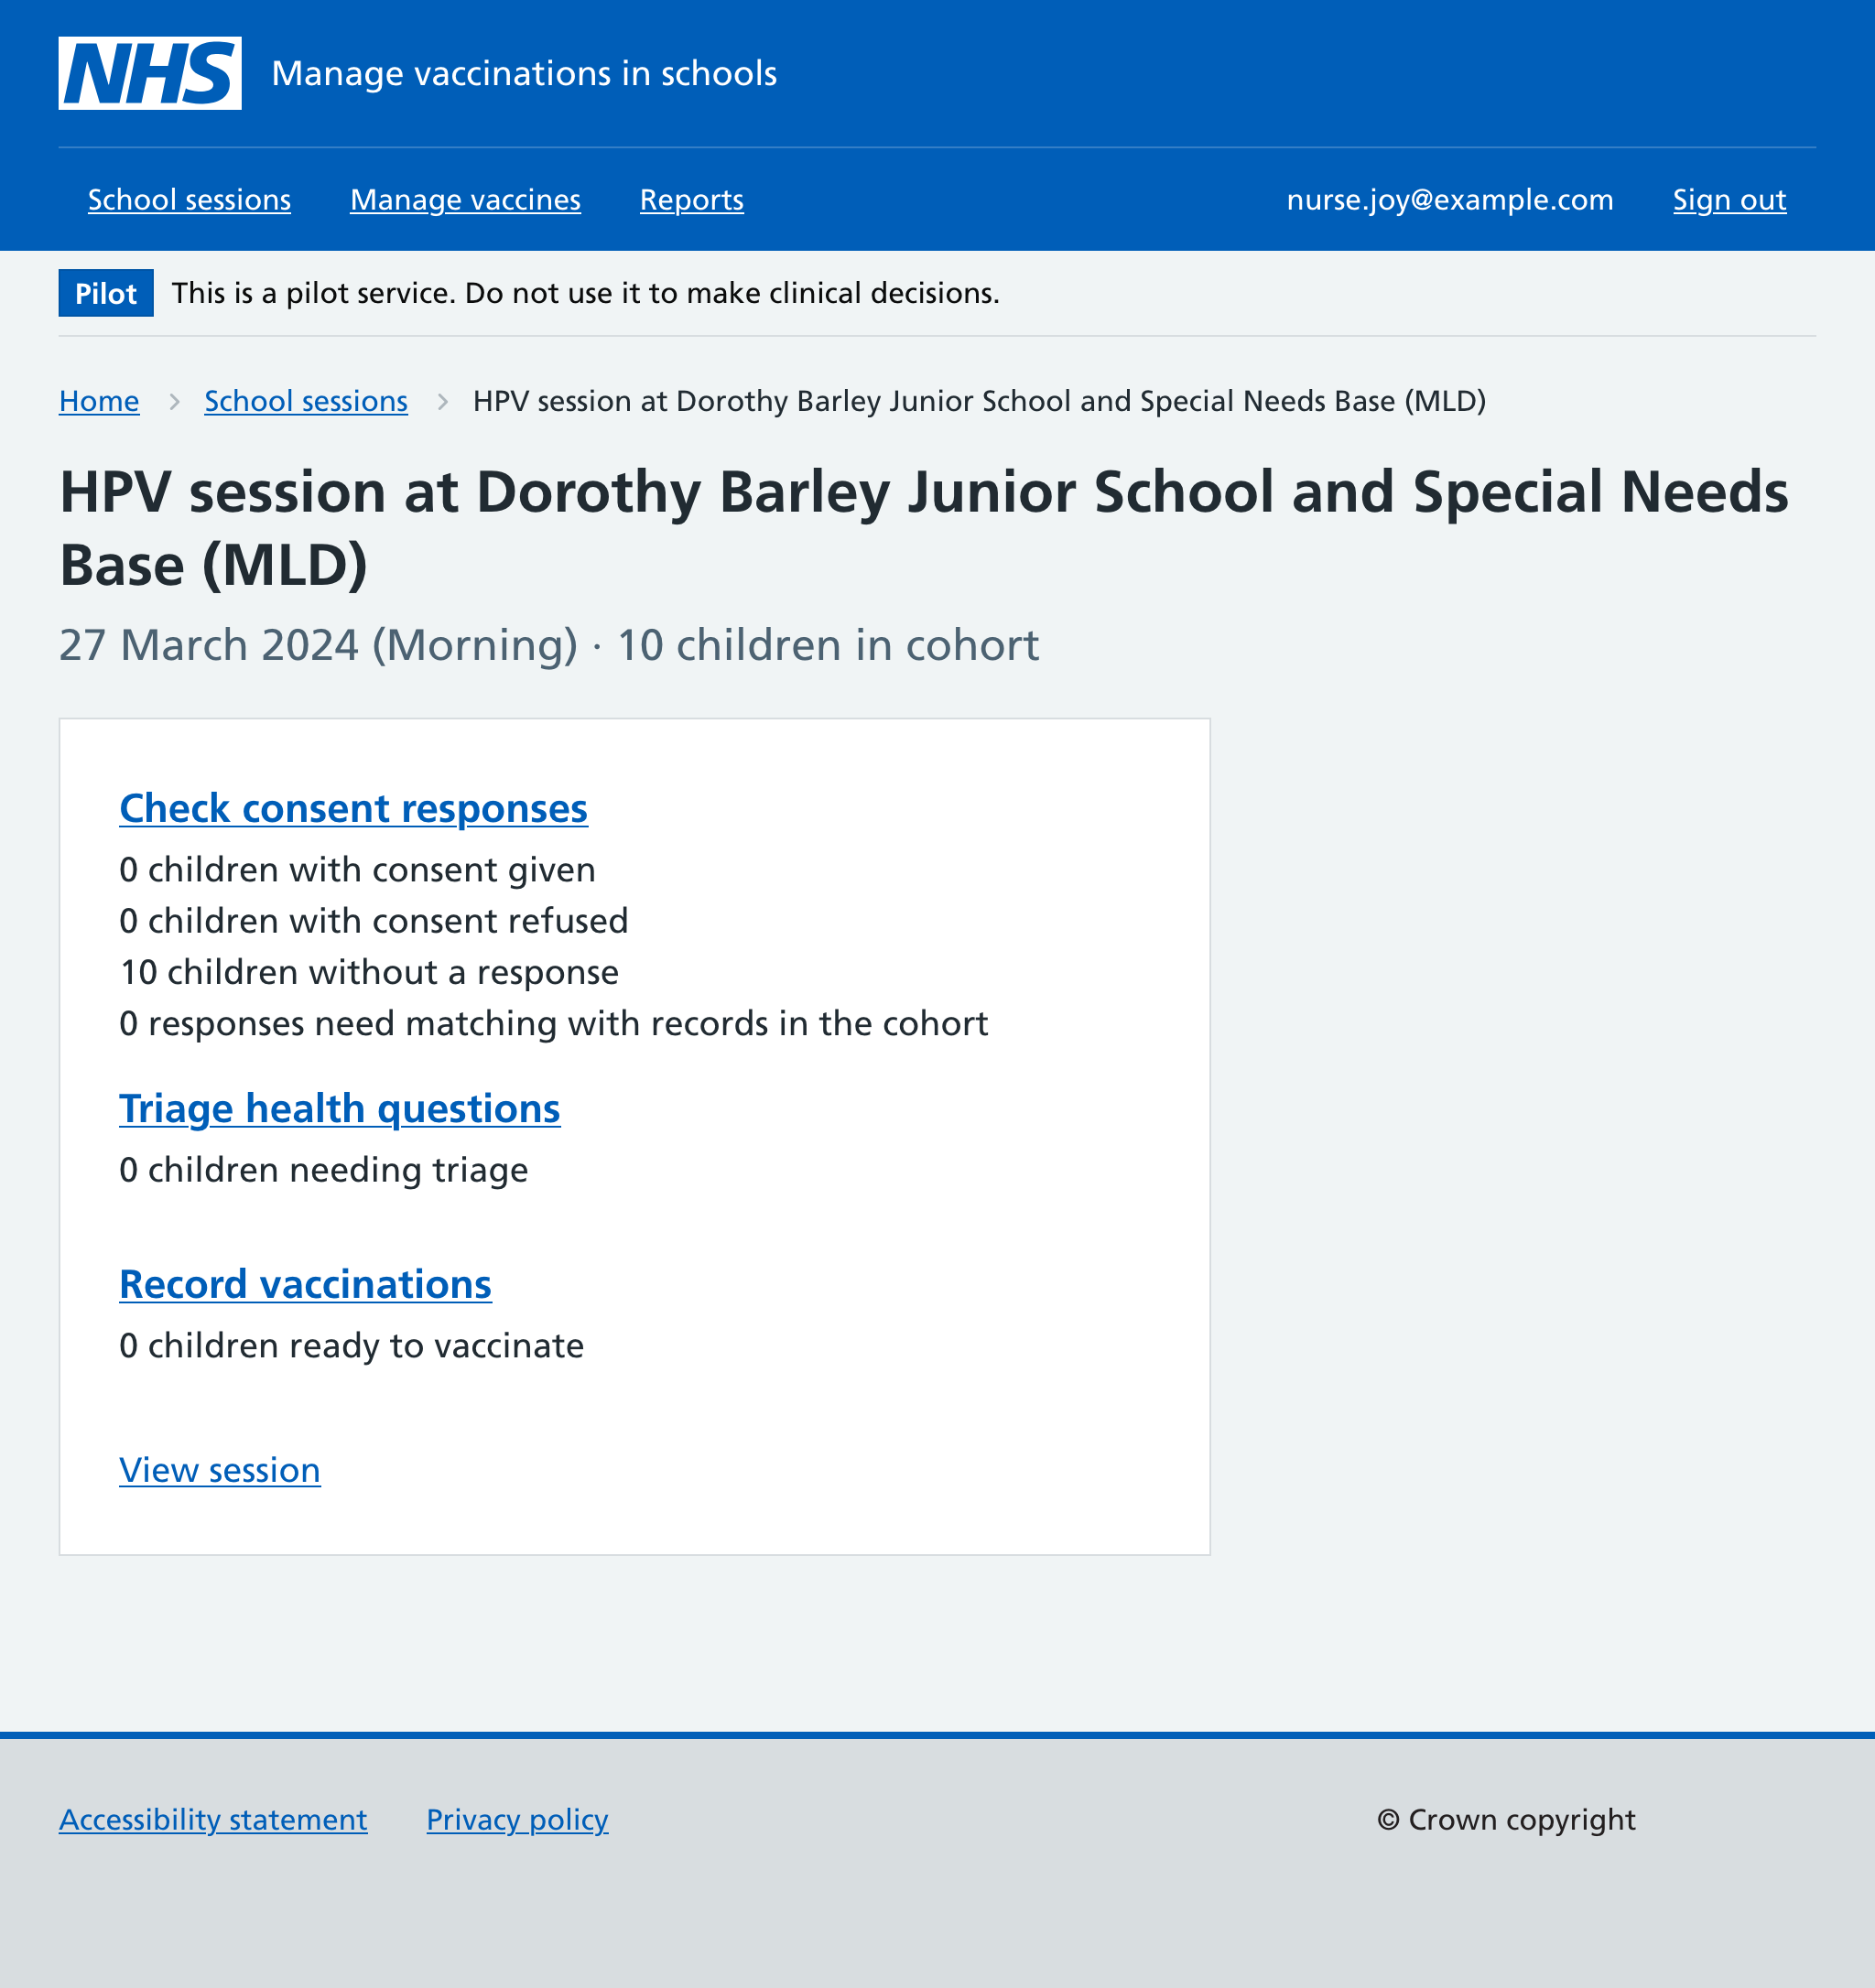 NHS Manage vaccinations in schools
School sessions Manage vaccines Reports nurse.joy@example.com Sign out
Pilot This is a pilot service. Do not use it to make clinical decisions.
Home School sessions HPV session at Dorothy Barley Junior School and Special Needs Base (MLD)
HPV session at Dorothy Barley Junior School and Special Needs
Base (MLD)
27 March 2024 (Morning) · 10 children in cohort
Check consent responses
0 children with consent given
0 children with consent refused
10 children without a response
0 responses need matching with records in the cohort
Triage health questions
0 children needing triage
Record vaccinations
0 children ready to vaccinate
View session
Accessibility statement Privacy policy © Crown copyright